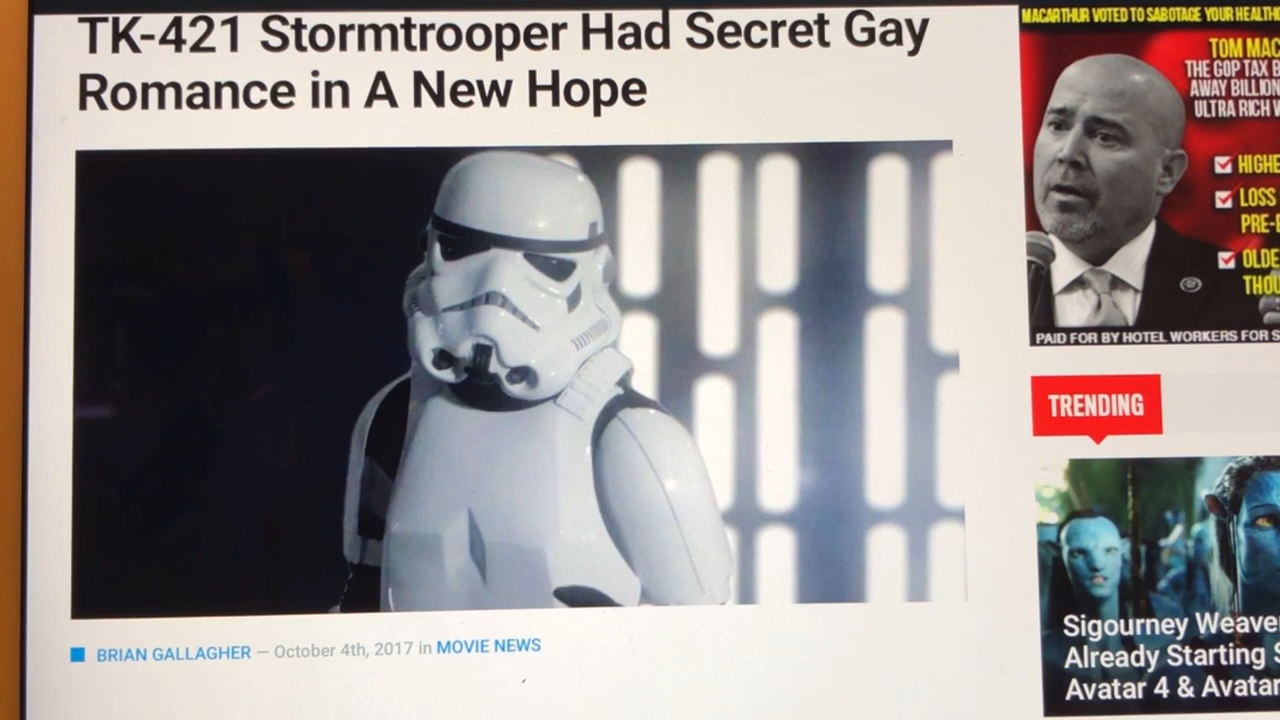 TK-421 Stormtrooper Had Secret Gay
Romance in A New Hope
BRIAN GALLAGHER — October 4th, 2017 in MOVIE NEWS
MACARTHUR VOTED TO SABOTAGE YOUR HEALTH
TOM MAC
THE GOP TAX B
AWAY BILLION
ULTRA RICH W
HIGHE
LOSS
PRE-E
OLDE
THOU
PAID FOR BY HOTEL WORKERS FOR S
TRENDING
Sigourney Weaver
Already Starting S
Avatar 4 & Avatar